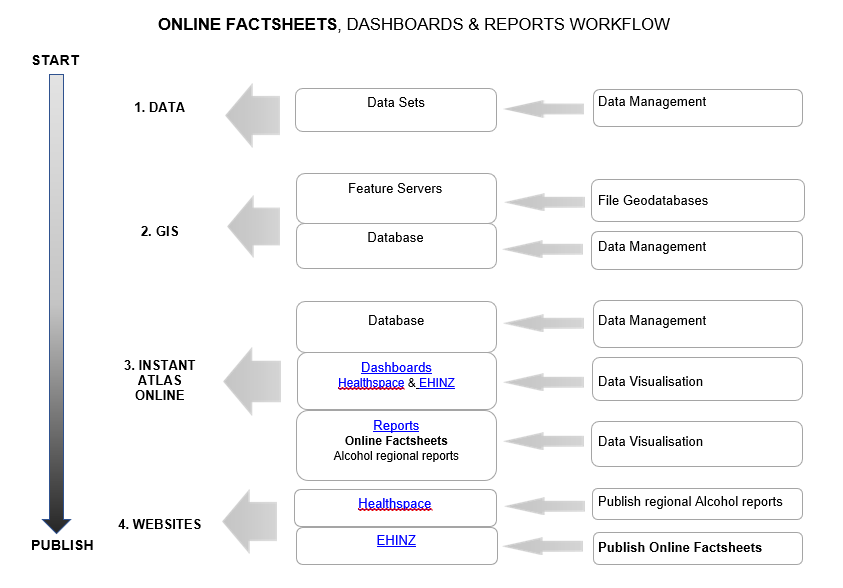 ONLINE FACTSHEETS, DASHBOARDS & REPORTS WORKFLOW
START
1. DATA
Data Sets
Data Management
2. GIS
Feature Servers
File Geodatabases
Database
Data Management
3. INSTANT
ATLAS
ONLINE
Database
Data Management
Dashboards
Healthspace & EHINZ
Data Visualisation
Reports
Online Factsheets
Alcohol regional reports
Data Visualisation
4. WEBSITES
Healthspace
Publish regional Alcohol reports
EHINZ
Publish Online Factsheets
PUBLISH